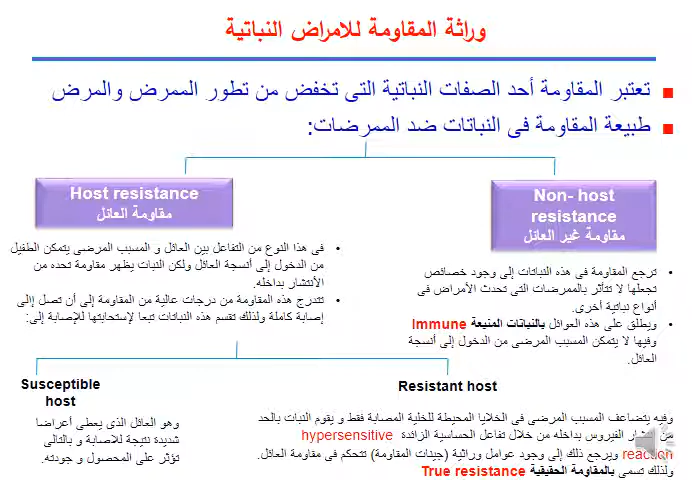 وراثة المقاومة للامراض النباتية
تعتبر المقاومة أحد الصفات النباتية التى تخفض من تطور الممرض والمرض
طبيعة المقاومة فى النباتات ضد الممرضات:
Non- host
resistance
مقاومة غير العائل
ترجع المقاومة فى هذه النباتات إلى وجود خصائص
تجعلها لا تتأثر بالممرضات التى تحدث الأمراض فى
أنواع نباتية أخرى.
ويطلق على هذه العوائل بالنباتات المنيعة Immune
وفيها لا يتمكن المسبب المرضى من الدخول إلى أنسجة
العائل.
Host resistance
مقاومة العائل
فى هذا النوع من التفاعل بين العائل و المسبب المرضى يتمكن الطفيل
من الدخول إلى أنسجة العائل ولكن النبات يظهر مقاومة تحده من
الأنتشار بداخله.
تتدرج هذه المقاومة من درجات عالية من المقاومة إلى أن تصل إالى
إصابة كاملة ولذلك تقسم هذه النباتات تبعا لإستجابتها للإصابة إلى:
Resistant host
وفيه يتضاعف المسبب المرضى فى الخلايا المحيطة للخلية المصابة فقط و يقوم النبات بالحد
من الفيروس بداخله من خلال تفاعل الحساسية الزائدة hypersensitive
reaction ويرجع ذلك إلى وجود عوامل وراثية (جينات المقاومة) تتحكم فى مقاومة العائل.
ولذلك تسمى بالمقاومة الحقيقية True resistance
Susceptible
host
وهو العائل الذى يعطى أعراضا
شديدة نتيجة للاصابة و بالتالى
تؤثر على المحصول و جودته.